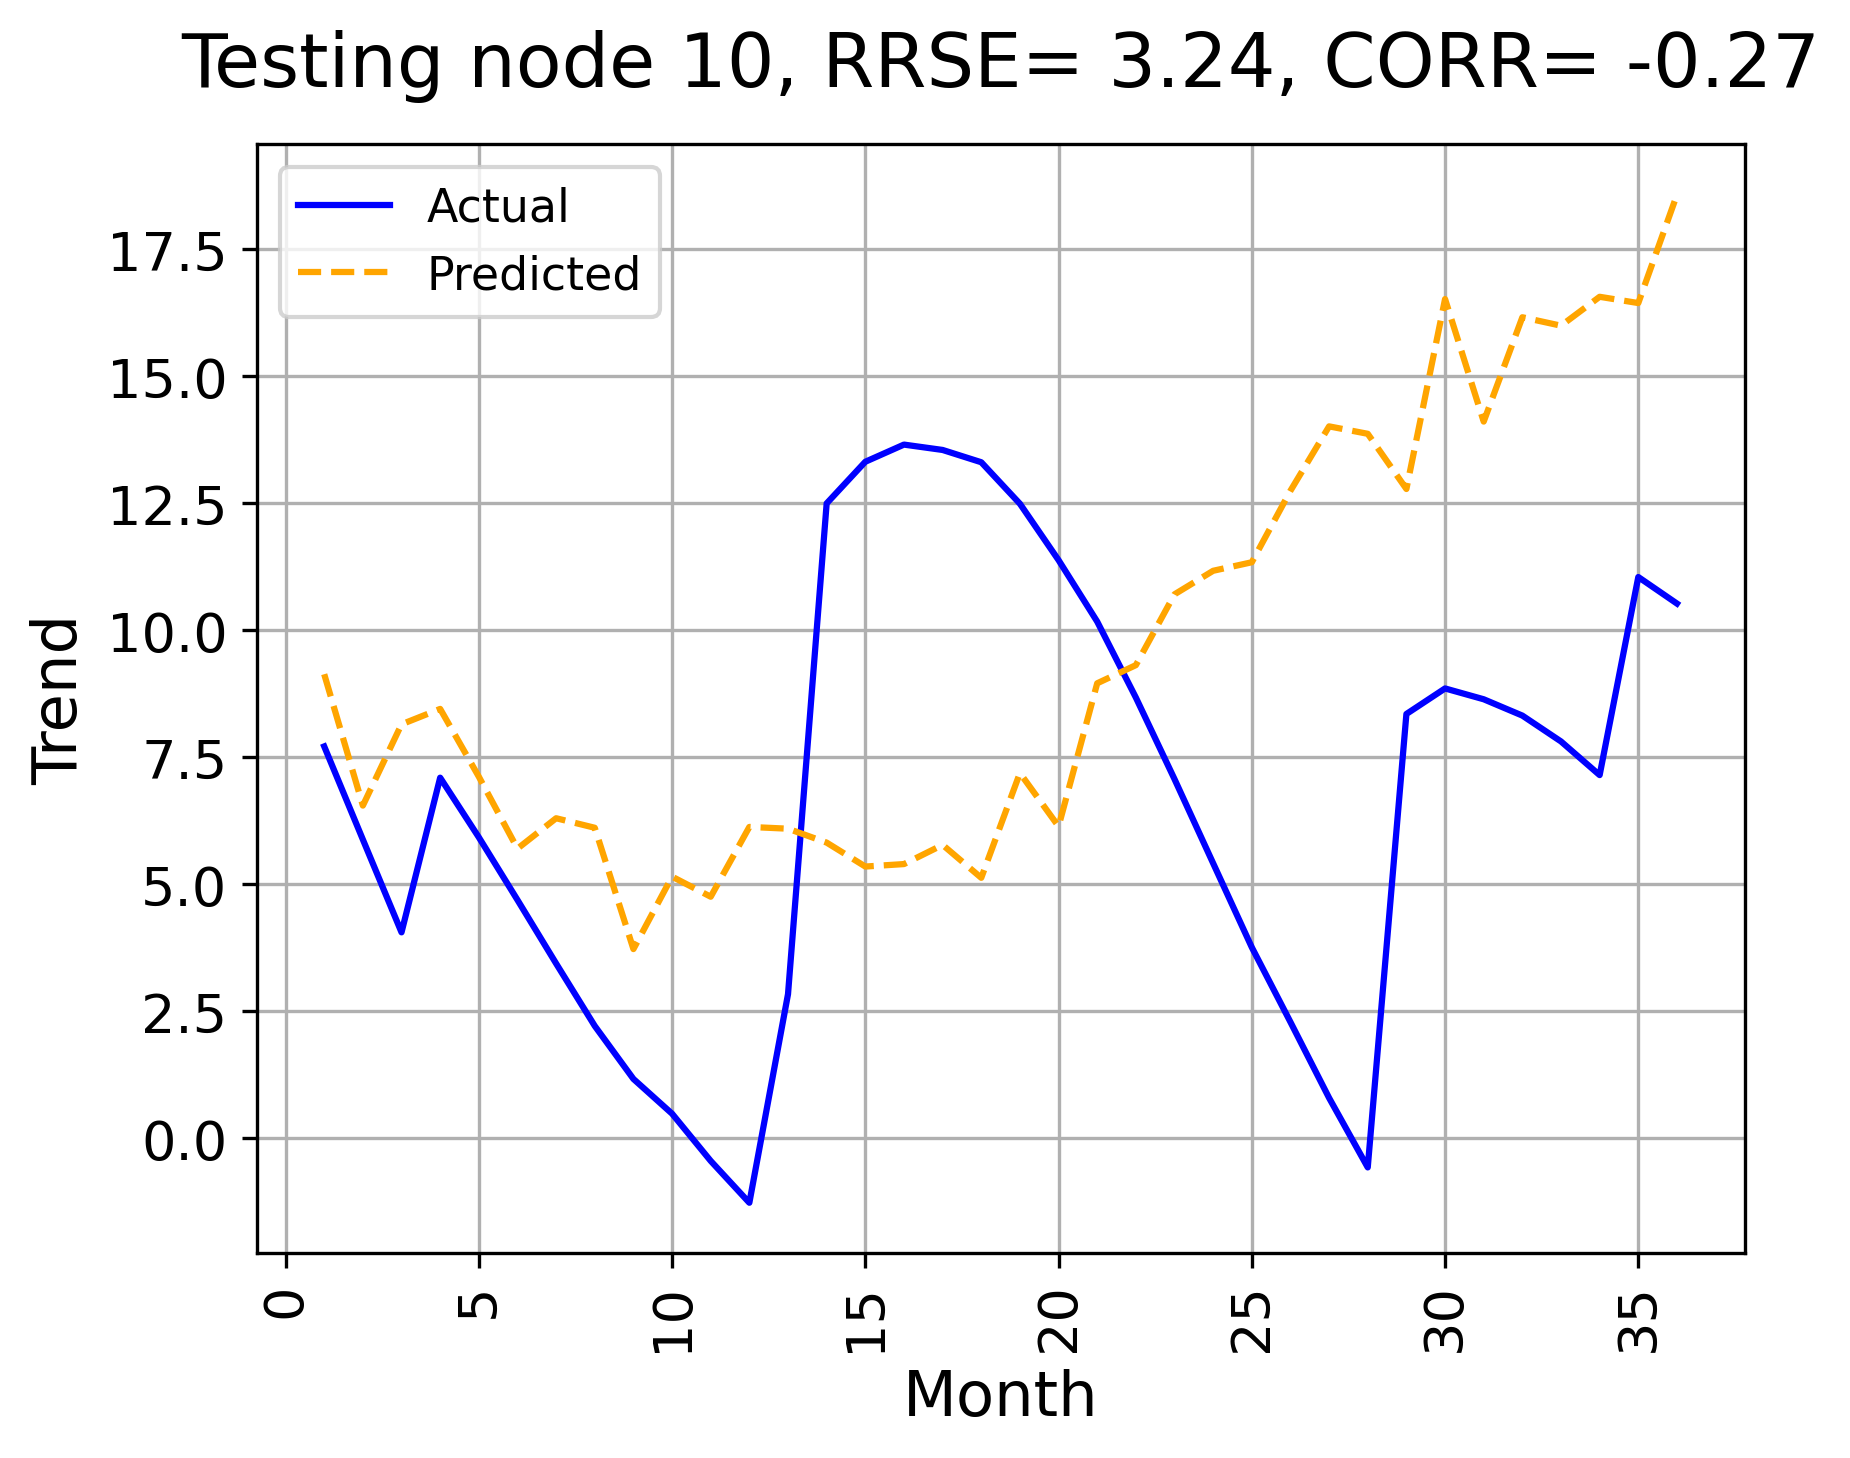 Testing node 10, RRSE= 3.24, CORR= -0.27
Actual
Predicted
17.5
15.0
12.5
10.0
7.5
5.0
2.5
0.0
Trend
0 5 10 15 20 25 30 35
Month